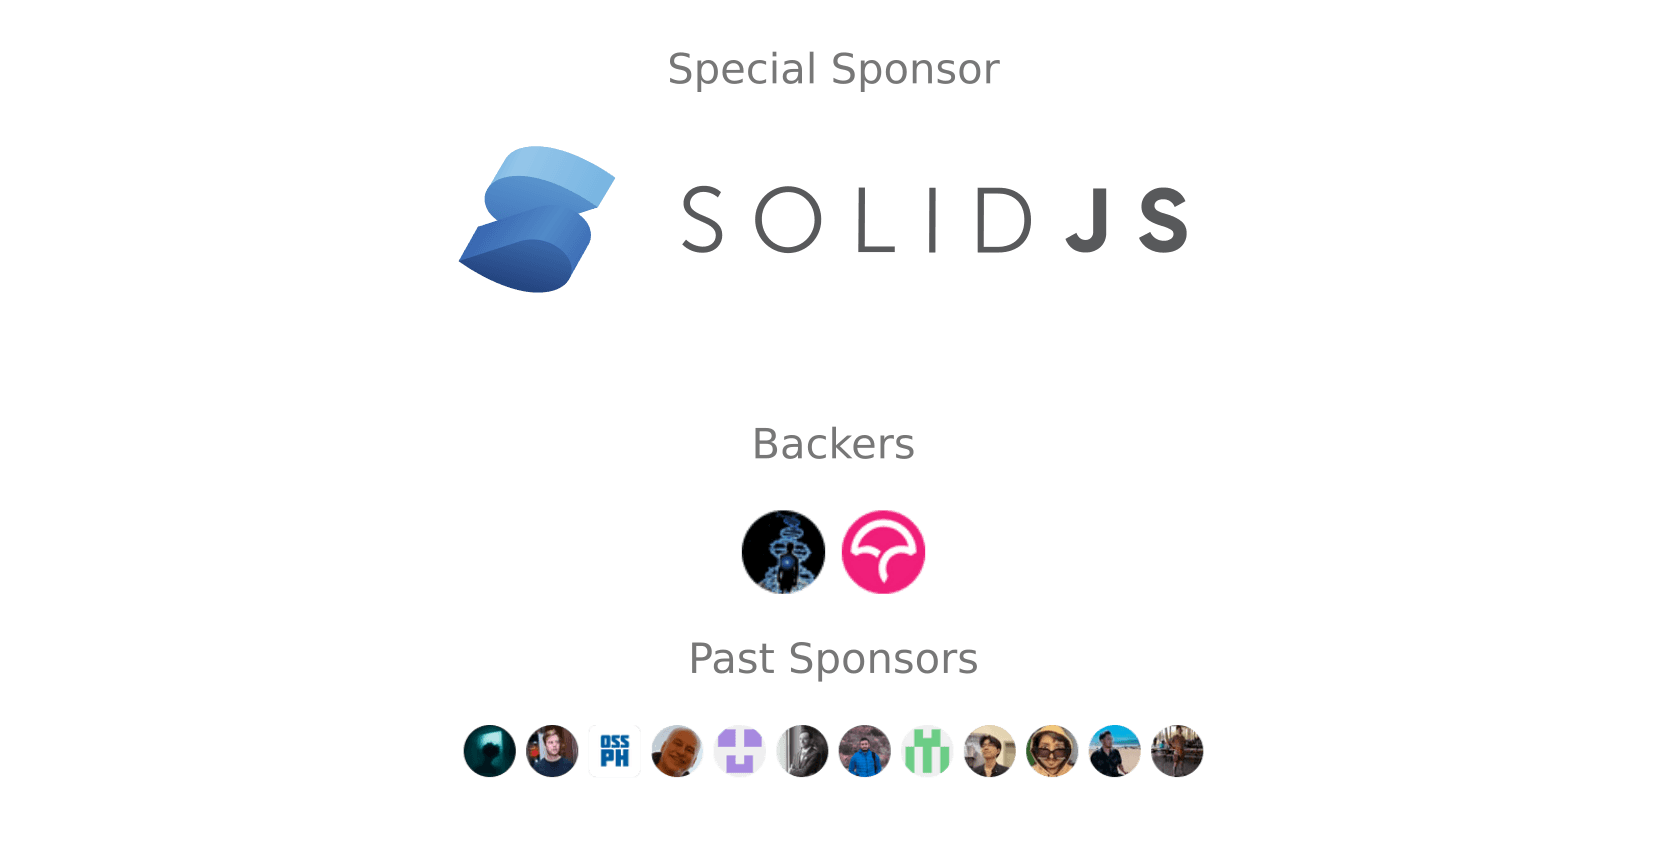 Special Sponsor
SOLIDJS
Backers
Past Sponsors
OSS
PH